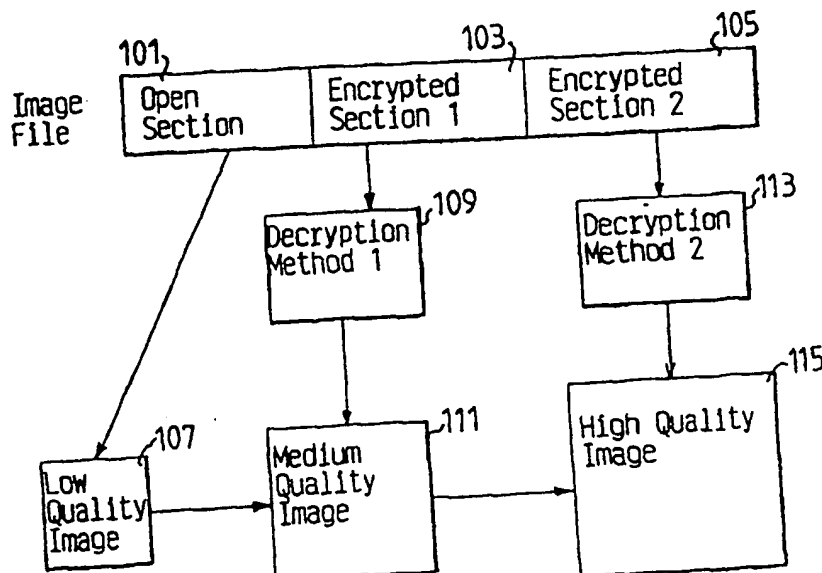 101
103
105
Image
File
Open
Section
Encrypted
Section 1
Encrypted
Section 2
109
113
Decryption
Method 1
Decryption
Method 2
107
111
115
Low
Quality
Image
Medium
Quality
Image
High Quality
Image